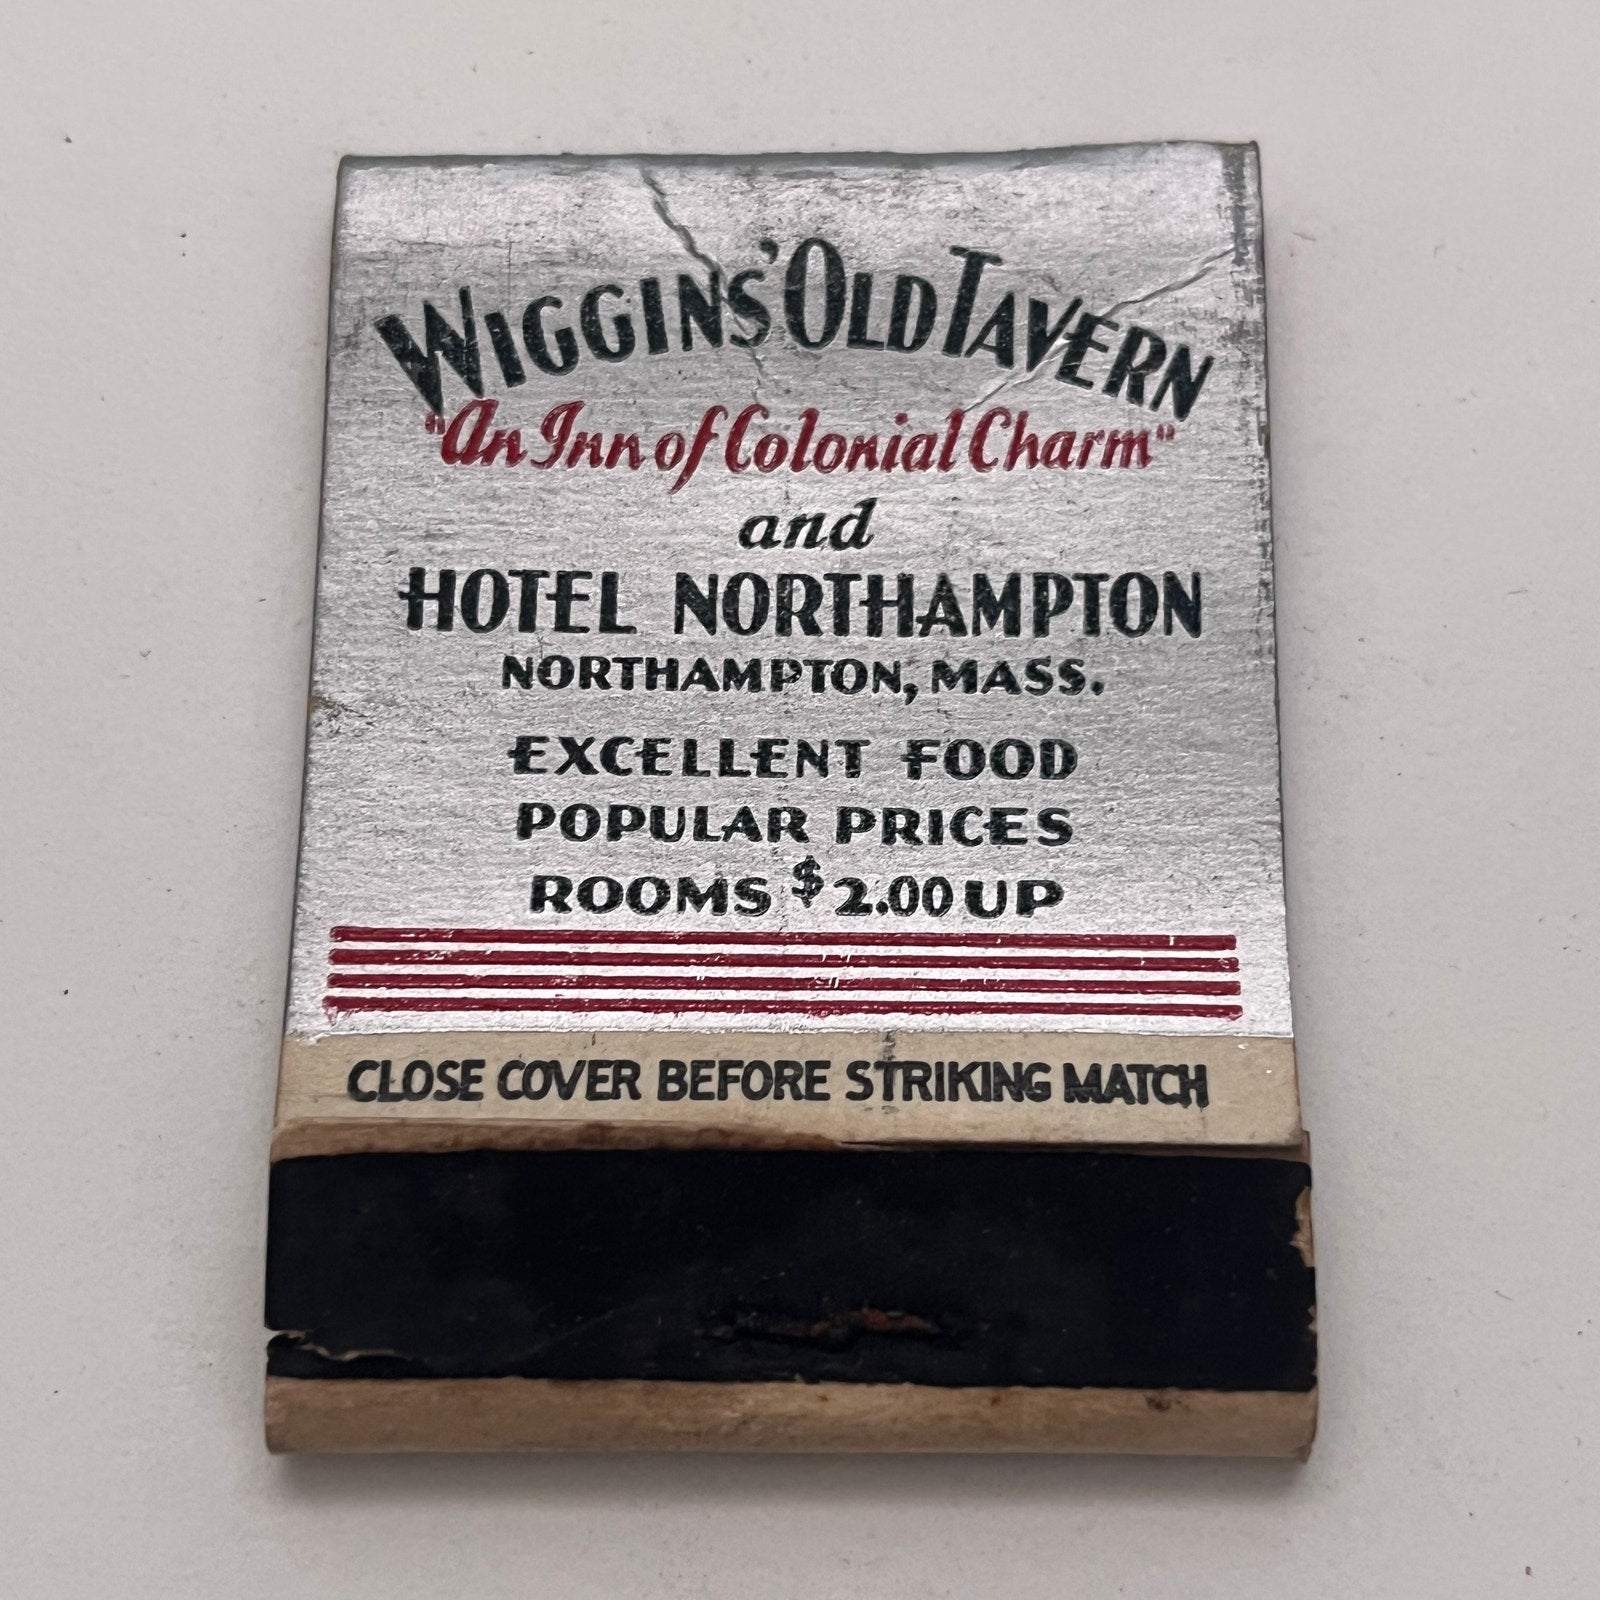 WIGGINS' OLD TAVERN
"An Inn of Colonial Charm"
and
HOTEL NORTHAMPTON
NORTHAMPTON, MASS.
EXCELLENT FOOD
POPULAR PRICES
ROOMS $2.00 UP
CLOSE COVER BEFORE STRIKING MATCH